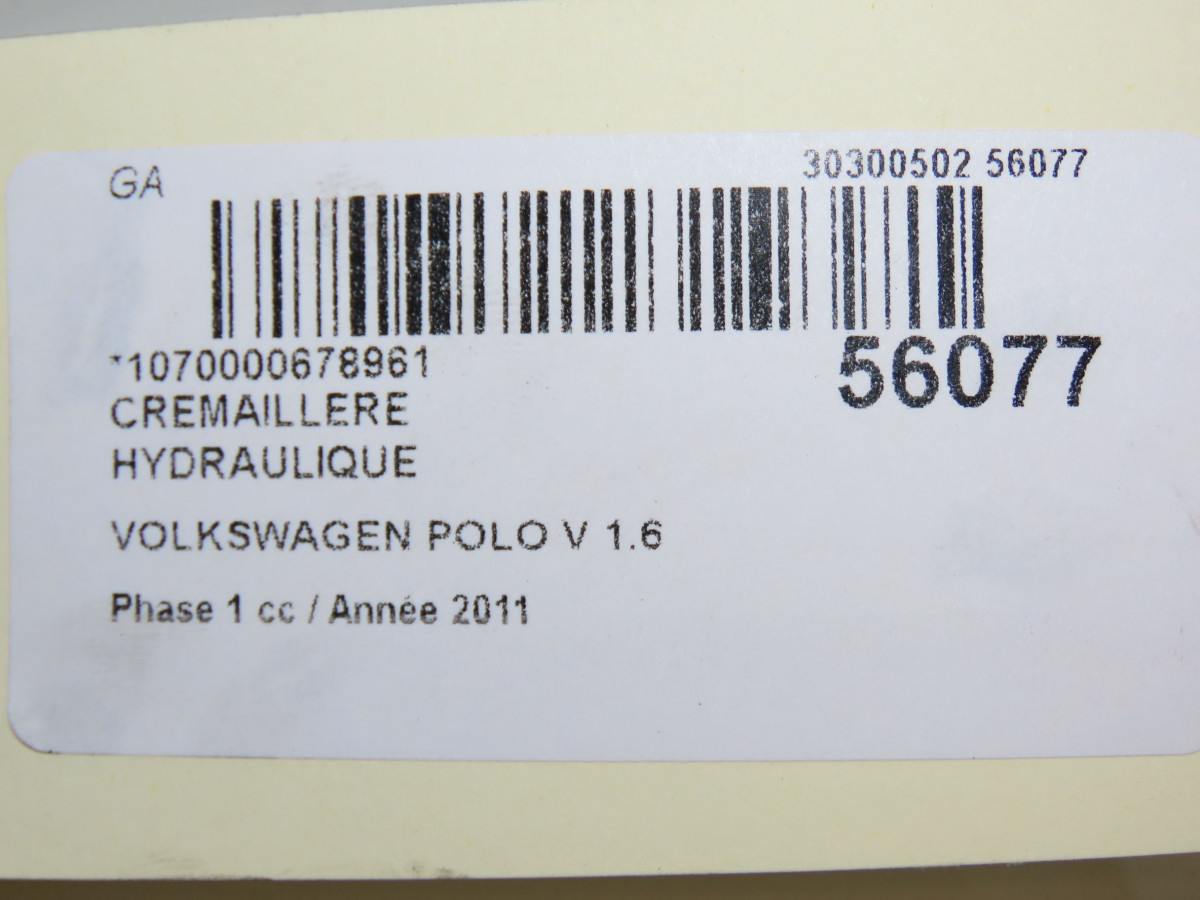 GA
30300502 56077
*1070000678961
56077
CREMAILLERE
HYDRAULIQUE
VOLKSWAGEN POLO V 1.6
Phase 1 cc / Année 2011